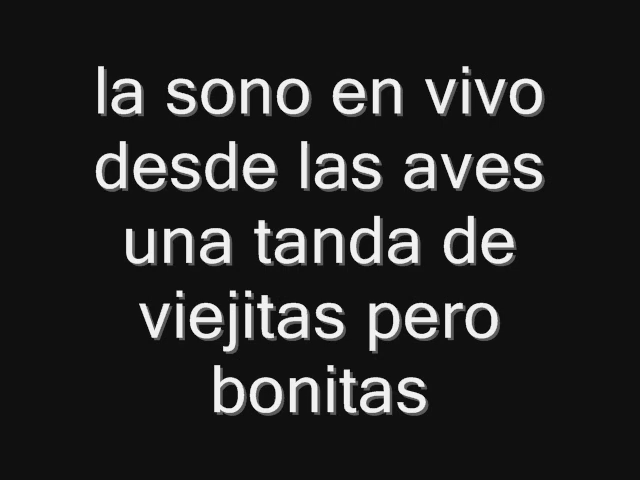 la sono en vivo
desde las aves
una tanda de
viejitas pero
bonitas